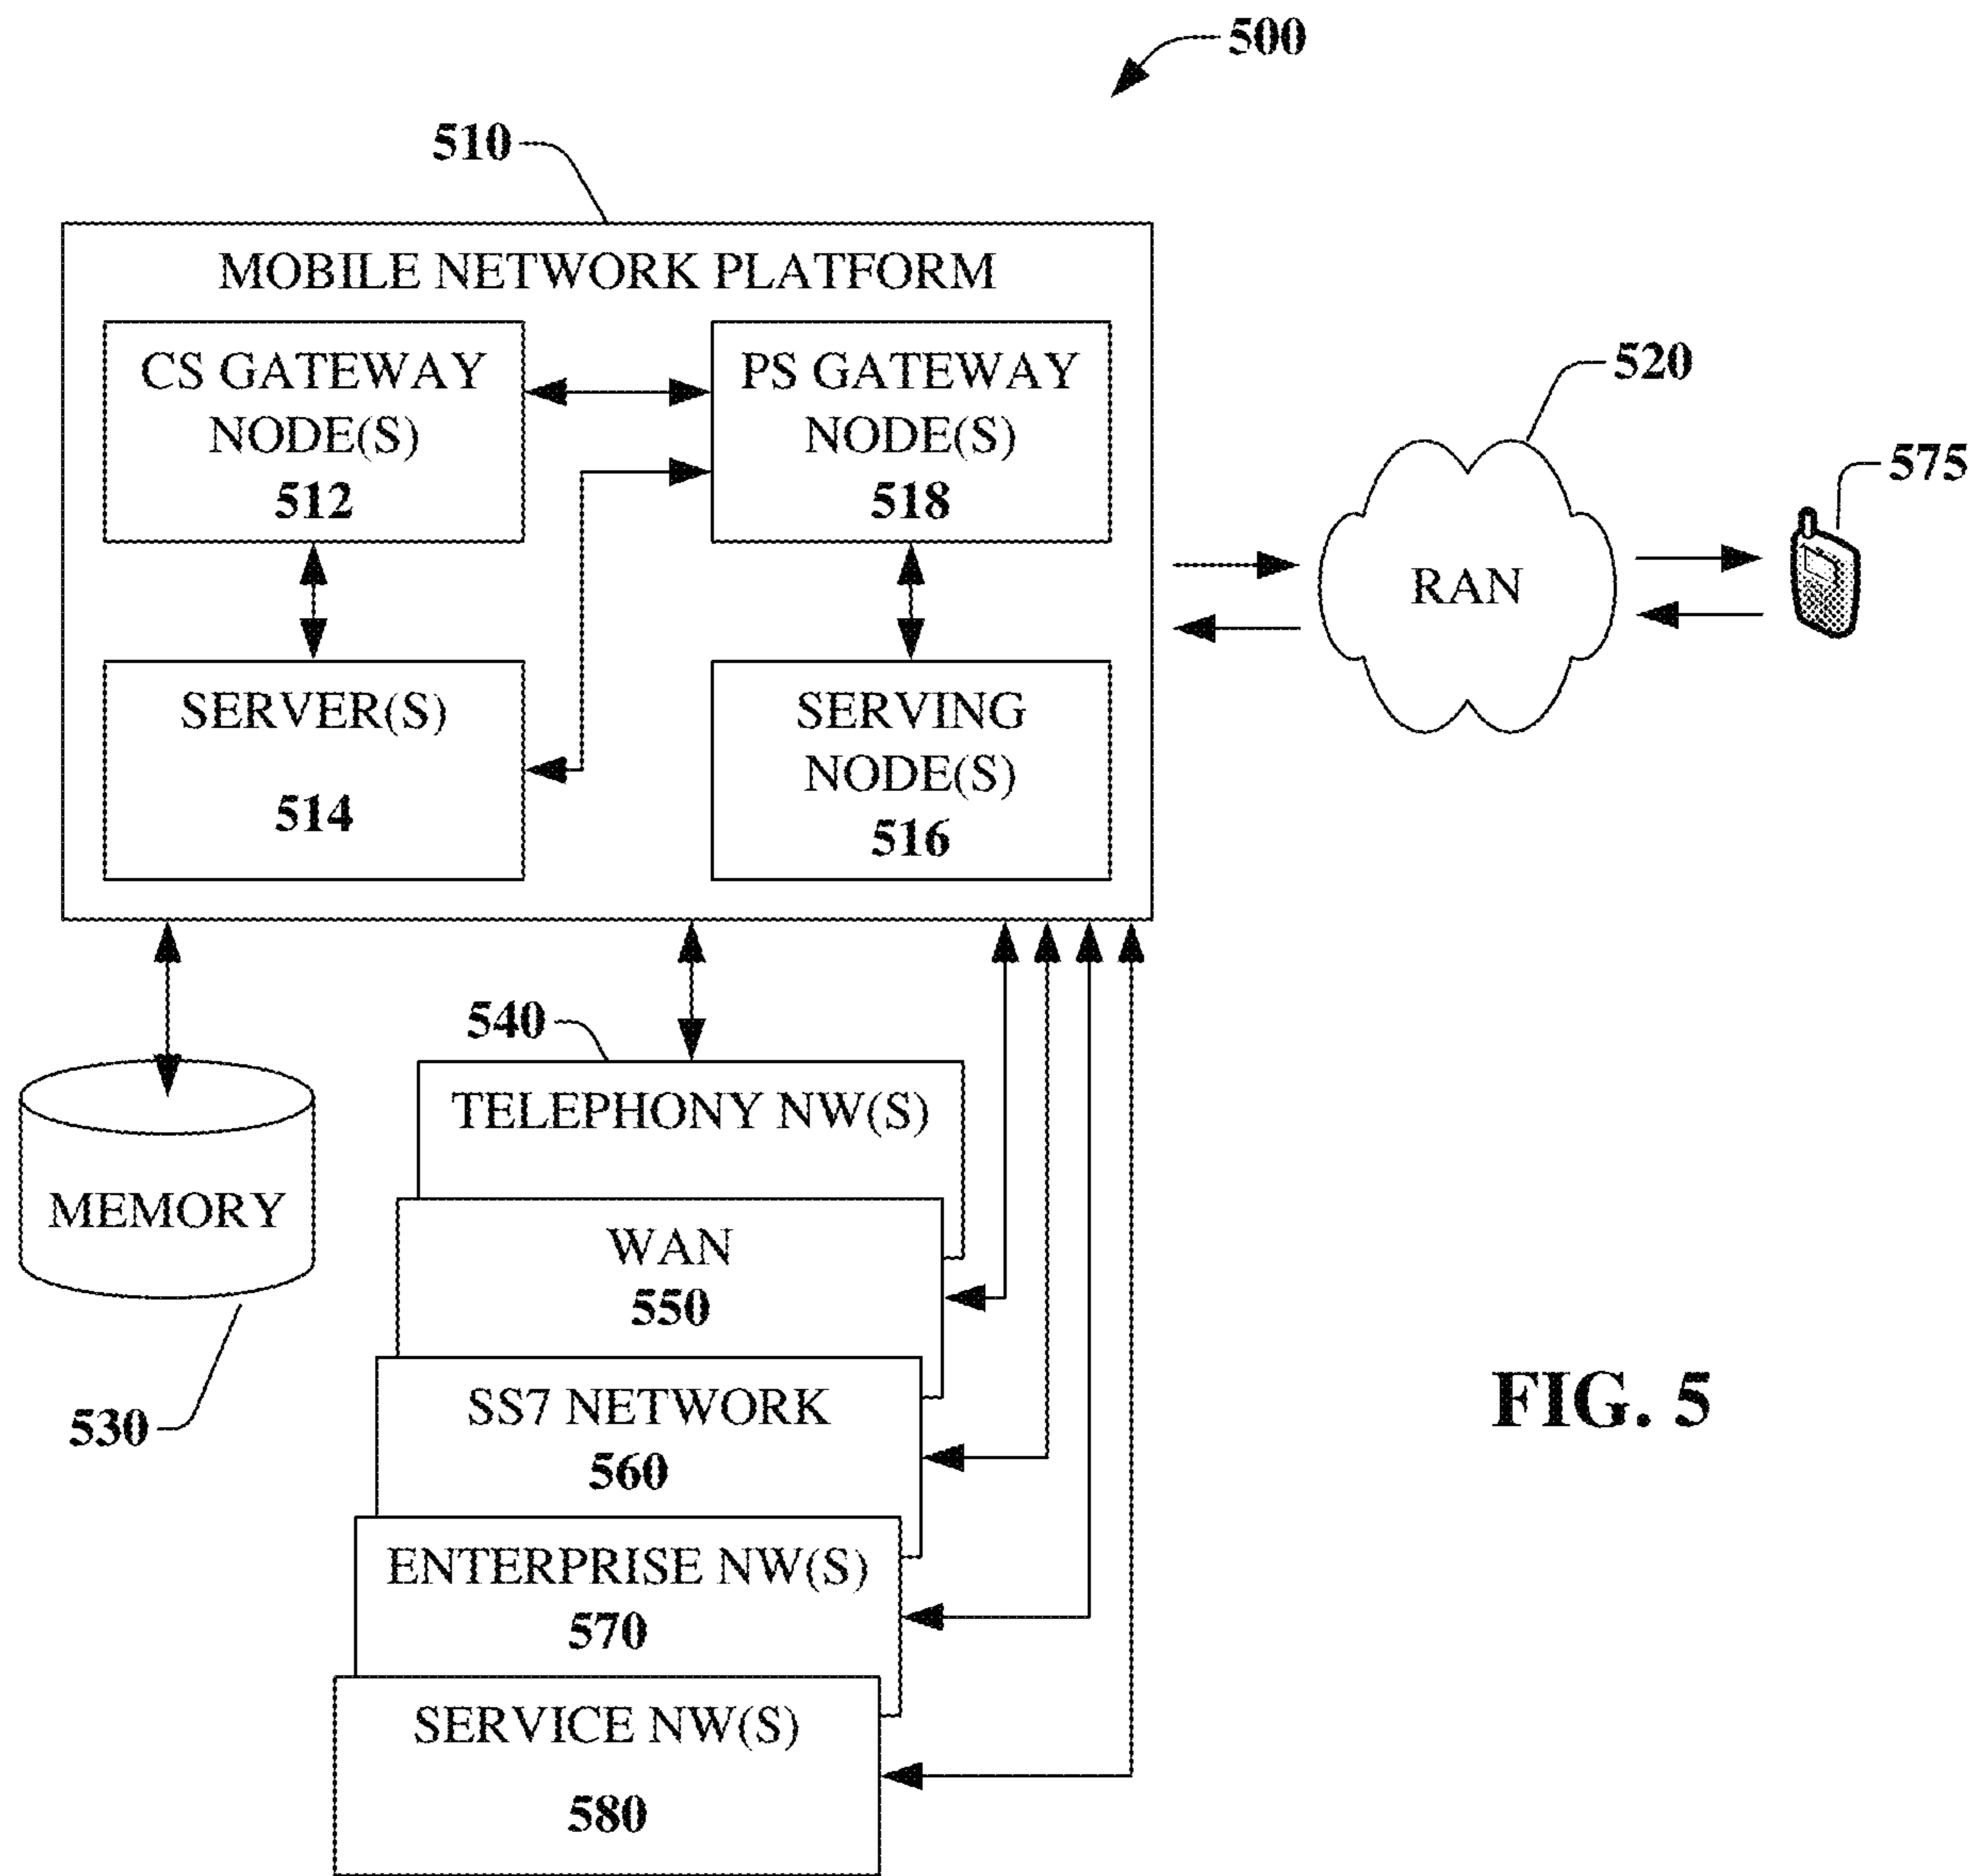 500
510
MOBILE NETWORK PLATFORM
CS GATEWAY
NODE(S)
512
PS GATEWAY
NODE(S)
518
SERVER(S)
514
SERVING
NODE(S)
516
520
RAN
575
540
TELEPHONY NW(S)
MEMORY
530
WAN
550
SS7 NETWORK
560
ENTERPRISE NW(S)
570
SERVICE NW(S)
580
FIG. 5